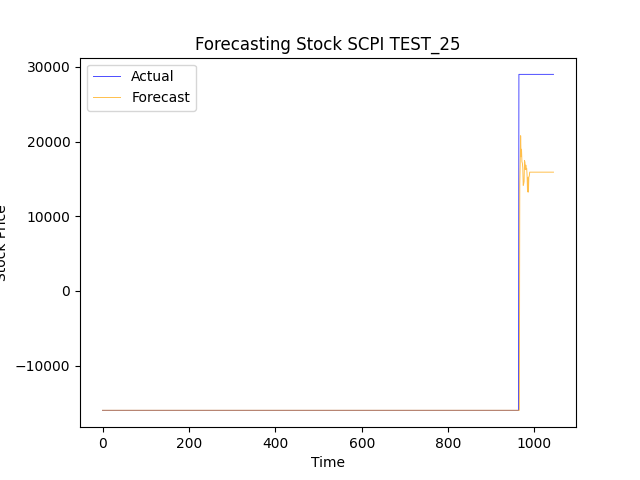 Forecasting Stock SCPI TEST_25
Actual
Forecast
30000
20000
10000
0
−10000
Stock Price
0 200 400 600 800 1000
Time